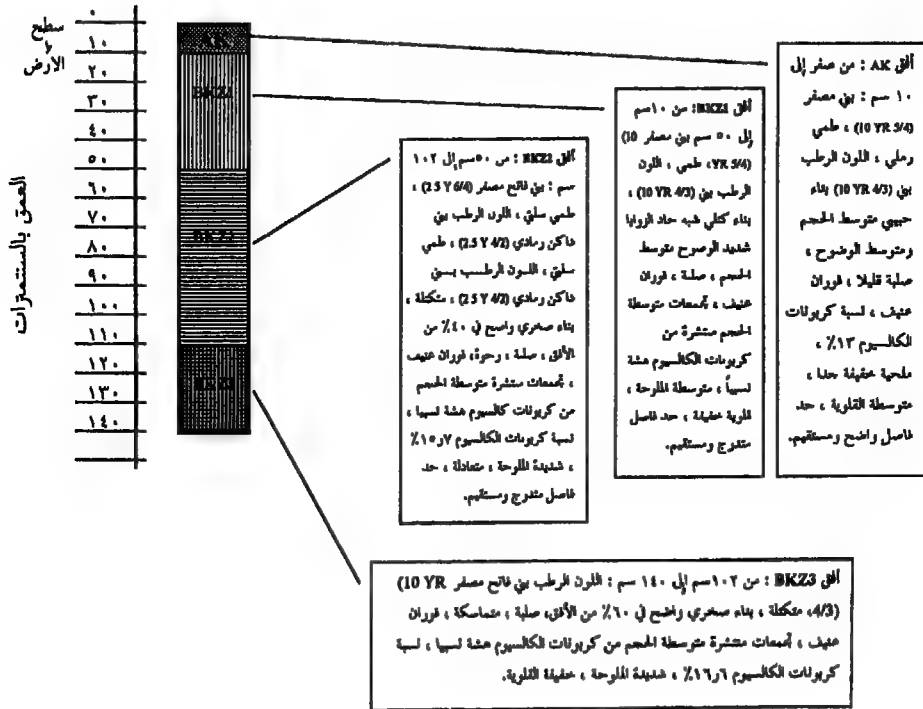 سطح
و
الأرض
٠
١٠
٢٠
٣٠
٤٠
٥٠
٦٠
٧٠
٨٠
٩٠
١٠٠
١١٠
١٢٠
١٣٠
١٤٠
العمق بالسنتمترات
AK
BKZ1
BKZ2
BKZ3
أفق AK : من صفر إلى
١٠ سم : بني مصفر
(10 YR 5/4) ، طمي
رملي ، اللون الرطب
بني (10 YR 4/3) بناء
حبيبي متوسط الحجم
ومتوسط الوضوح ،
صلبة قليلا ، فوران
عنيف ، نسبة كربونات
الكالسيوم ١٣٪ ،
ملحية خفيفة جدا ،
متوسطة القلوية ، حد
فاصل واضح ومستقيم.
أفق BKZ1: من ١٠سم
إلى ٥٠ سم بني مصفر (10
YR 5/4)، طمي ، اللون
الرطب بني (10 YR 4/3) ،
بناء كتلي شبه حاد الزوايا
شديد الوضوح متوسط
الحجم ، صلبة ، فوران
عنيف ، تجمعات متوسطة
الحجم منتشرة من
كربونات الكالسيوم هشة
نسبياً ، متوسطة الملوحة ،
قلوية خفيفة ، حد فاصل
متدرج ومستقيم.
أفق BKZ2 : من ٥٠سم إلى ١٠٢
سم : بني فاتح مصفر (2.5 Y 6/4) ،
طمي سلتي ، اللون الرطب بني
داكن رمادي (2.5 Y 4/2) ، طمي
سلتي ، اللون الرطب بني
داكن رمادي (2.5 Y 4/2) ، متكتلة ،
بناء صخري واضح في ٤٠٪ من
الأفق ، صلبة ، رخوة، فوران عنيف
، تجمعات منتشرة متوسطة الحجم
من كربونات كالسيوم هشة نسبيا ،
نسبة كربونات الكالسيوم ٧ر١٥٪
، شديدة الملوحة ، متعادلة ، حد
فاصل متدرج ومستقيم.
أفق BKZ3 : من ١٠٢سم إلى ١٤٠ سم : اللون الرطب بني فاتح مصفر (10 YR
4/3)، متكتلة ، بناء صخري واضح في ٦٠٪ من الأفق، صلبة ، متماسكة ، فوران
عنيف ، تجمعات منتشرة متوسطة الحجم من كربونات الكالسيوم هشة نسبيا ، نسبة
كربونات الكالسيوم ٦ر١٦٪ ، شديدة الملوحة ، خفيفة القلوية.